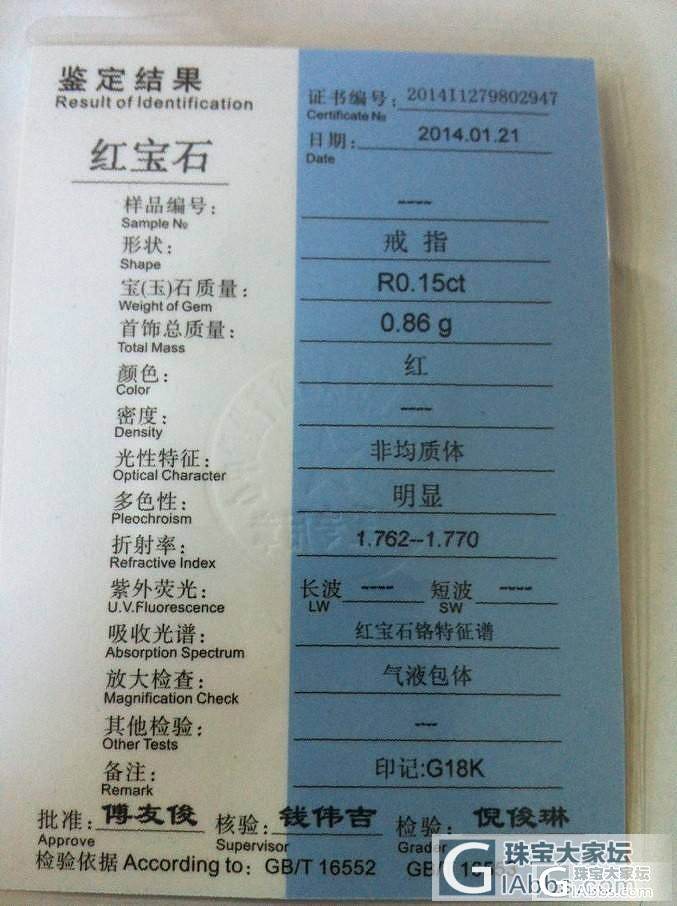 鉴定结果
Result of Identification
证书编号: 2014I1279802947
Certificate №
日期: 2014.01.21
Date
红宝石
样品编号: ----
Sample №
形状: 戒指
Shape
宝(玉)石质量: R0.15ct
Weight of Gem
首饰总质量: 0.86 g
Total Mass
颜色: 红
Color
密度: ----
Density
光性特征: 非均质体
Optical Character
多色性: 明显
Pleochroism
折射率: 1.762--1.770
Refractive Index
紫外荧光: 长波 ---- 短波 ----
U.V.Fluorescence LW SW
吸收光谱: 红宝石铬特征谱
Absorption Spectrum
放大检查: 气液包体
Magnification Check
其他检验: ---
Other Tests
备注: 印记:G18K
Remark
批准: 傅友俊 核验: 钱伟吉 检验: 倪俊琳
Approve Supervisor Grader
检验依据 According to: GB/T 16552 GB/
珠宝大家坛
GIabbs.com